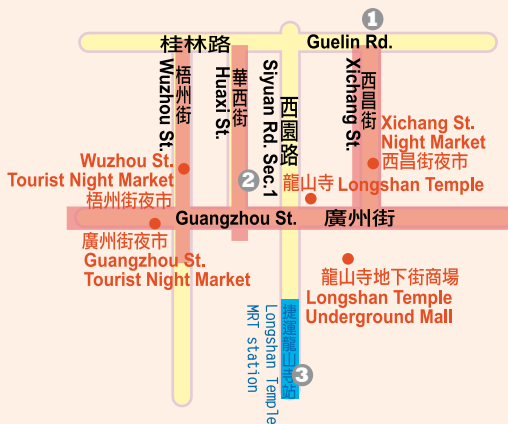 1
桂林路
Guelin Rd.
Wuzhou St.
梧州街
Huaxi St.
華西街
Siyuan Rd. Sec.1
西園路
Xichang St.
西昌街
Xichang St.
Night Market
西昌街夜市
Wuzhou St.
Tourist Night Market
梧州街夜市
2
龍山寺 Longshan Temple
Guangzhou St.
廣州街
廣州街夜市
Guangzhou St.
Tourist Night Market
龍山寺地下街商場
Longshan Temple
Underground Mall
Longshan Temple
MRT station
捷運龍山寺站
3